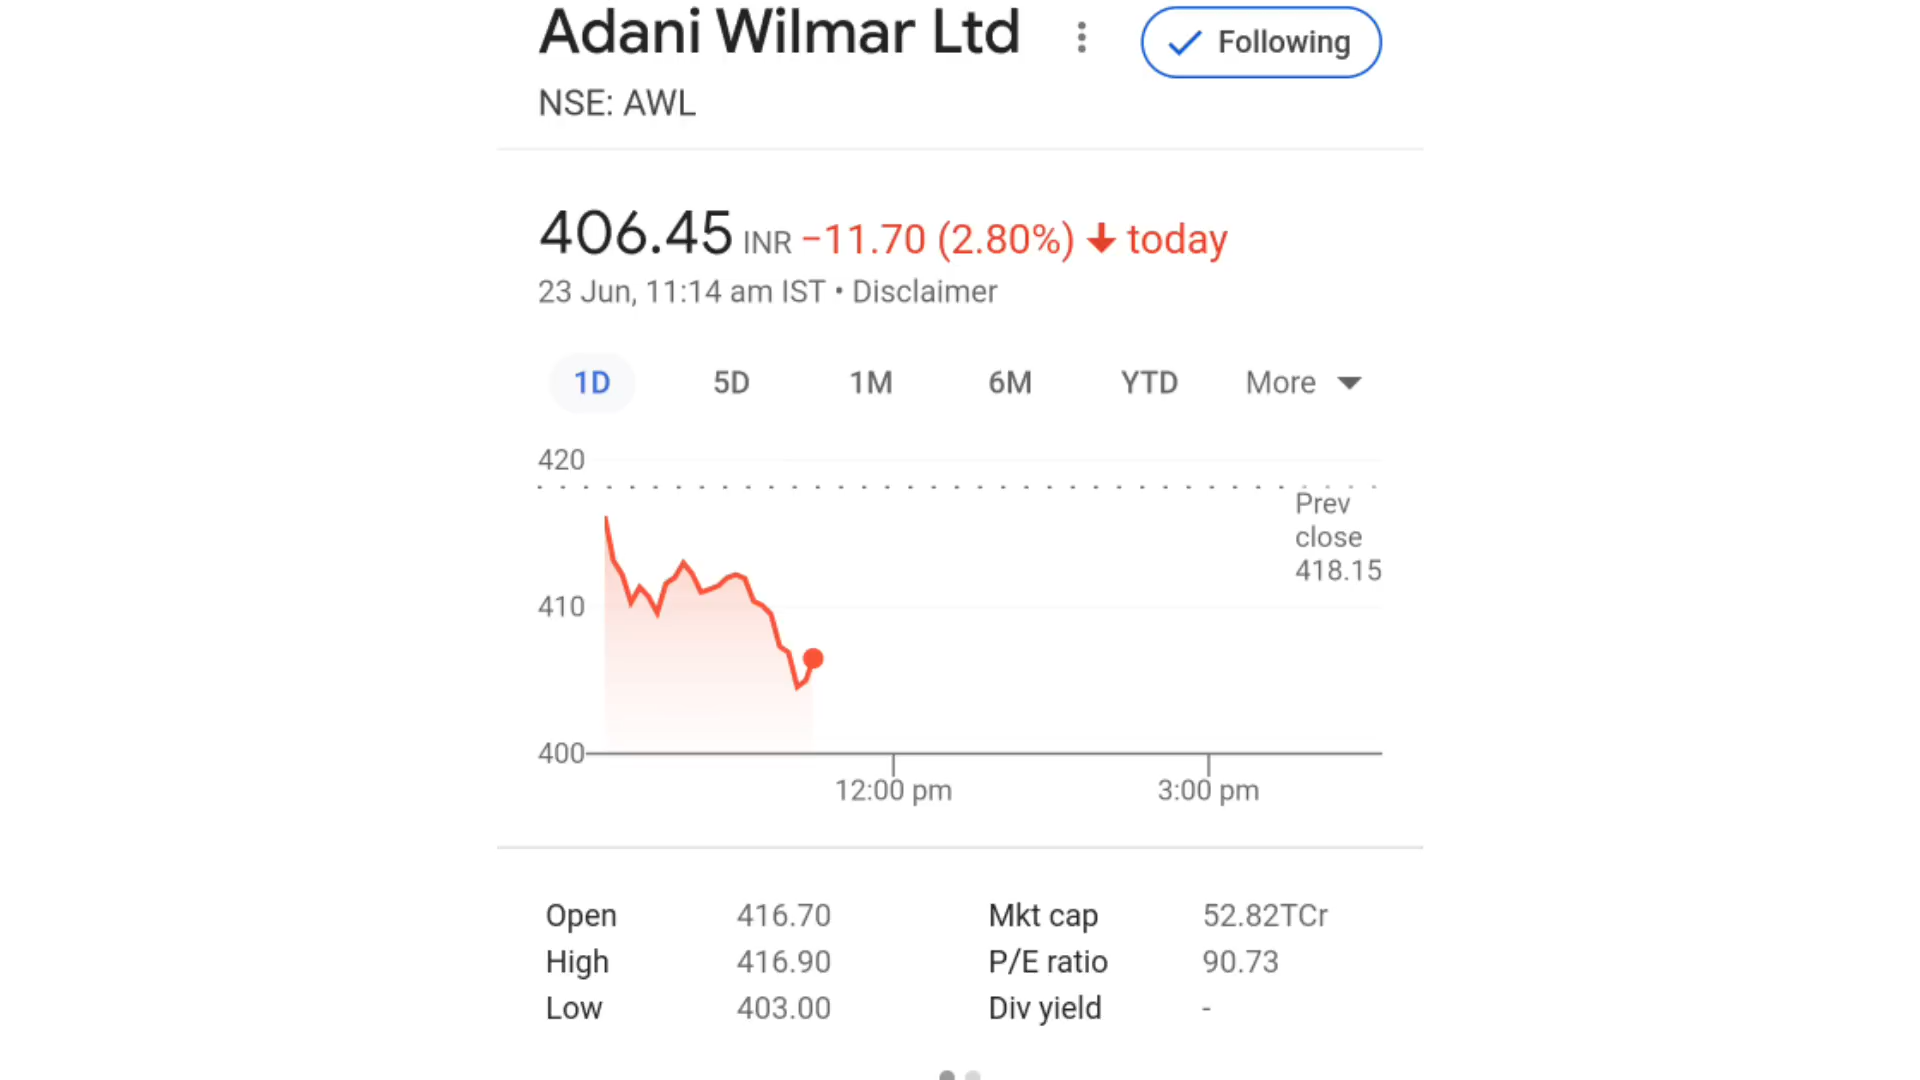 Adani Wilmar Ltd
Following
NSE: AWL
406.45 INR −11.70 (2.80%) ↓ today
23 Jun, 11:14 am IST • Disclaimer
1D 5D 1M 6M YTD More
420
Prev
close
418.15
410
400
12:00 pm 3:00 pm
Open 416.70 Mkt cap 52.82TCr
High 416.90 P/E ratio 90.73
Low 403.00 Div yield -